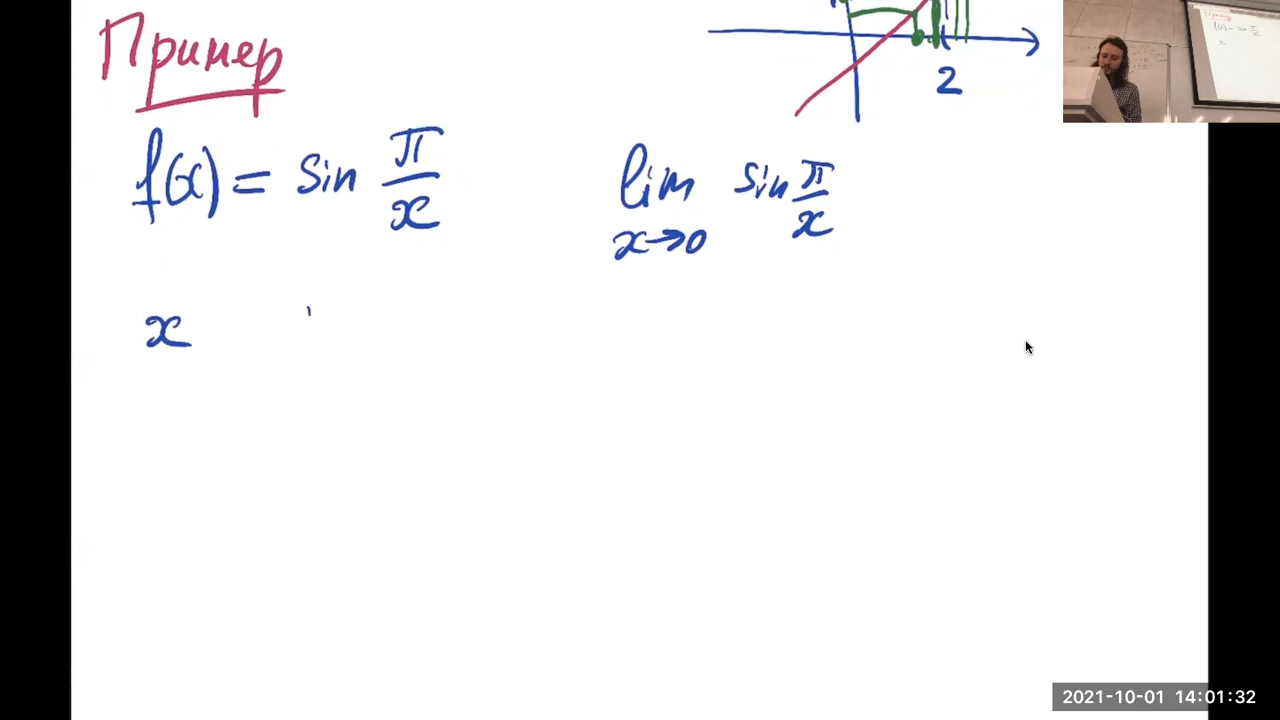 Пример
2
f(x) = sin π/x
lim x→0 sin π/x
x
2021-10-01 14:01:32